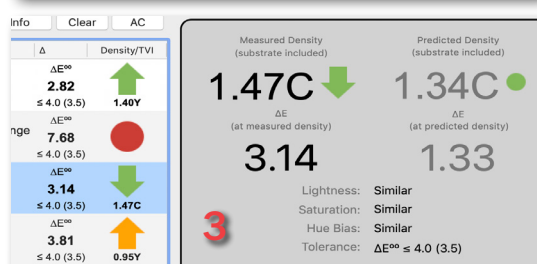 Info Clear AC
Δ Density/TVI
ΔE⁰⁰
2.82
≤ 4.0 (3.5) 1.40Y
ΔE⁰⁰
nge 7.68
≤ 4.0 (3.5)
ΔE⁰⁰
3.14
≤ 4.0 (3.5) 1.47C
ΔE⁰⁰
3.81
≤ 4.0 (3.5) 0.95Y
Measured Density
(substrate included)
1.47C
ΔE
(at measured density)
3.14
Predicted Density
(substrate included)
1.34C
ΔE
(at predicted density)
1.33
Lightness: Similar
Saturation: Similar
Hue Bias: Similar
Tolerance: ΔE⁰⁰ ≤ 4.0 (3.5)
3